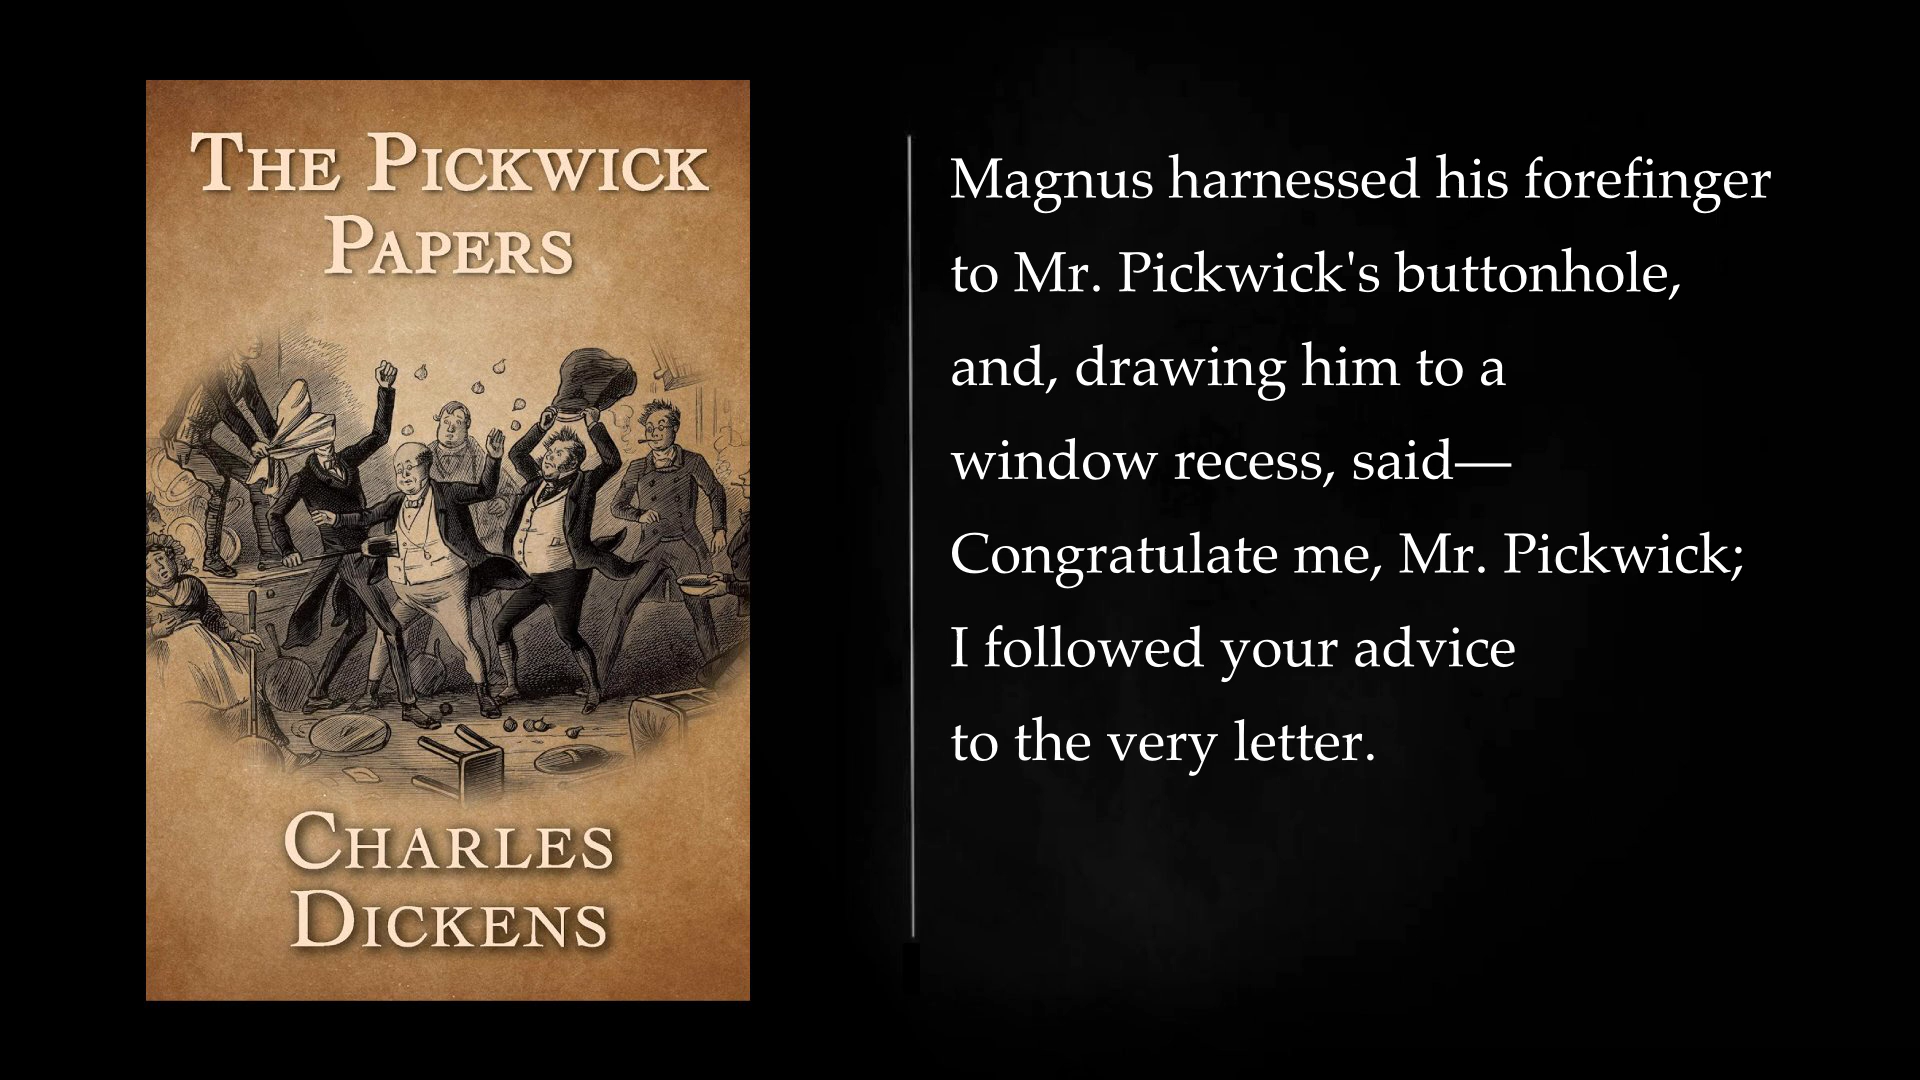 The Pickwick
Papers
Charles
Dickens
Magnus harnessed his forefinger
to Mr. Pickwick's buttonhole,
and, drawing him to a
window recess, said—
Congratulate me, Mr. Pickwick;
I followed your advice
to the very letter.